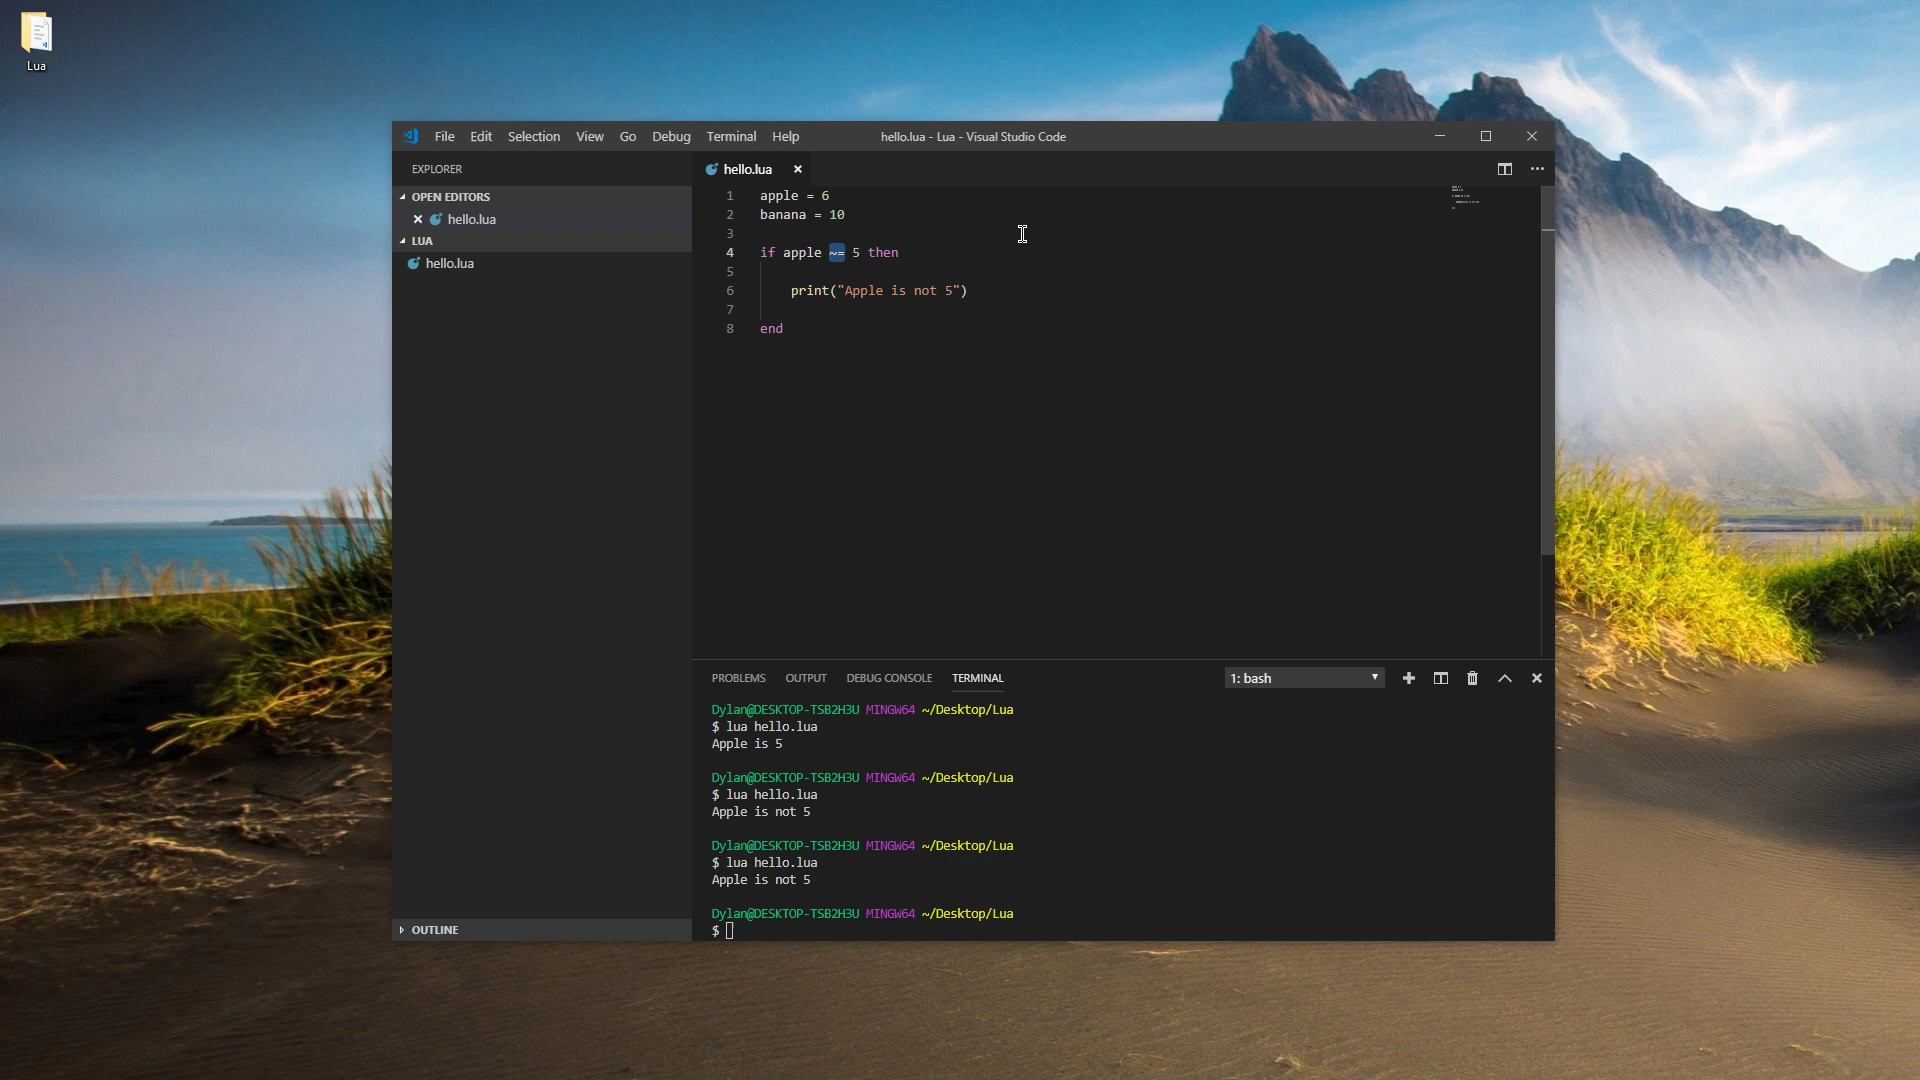 Lua
File Edit Selection View Go Debug Terminal Help
hello.lua - Lua - Visual Studio Code
EXPLORER
OPEN EDITORS
hello.lua
LUA
hello.lua
OUTLINE
hello.lua
1 apple = 6
2 banana = 10
3
4 if apple ~= 5 then
5
6 print("Apple is not 5")
7
8 end
PROBLEMS OUTPUT DEBUG CONSOLE TERMINAL
1: bash
Dylan@DESKTOP-TSB2H3U MINGW64 ~/Desktop/Lua
$ lua hello.lua
Apple is 5
Dylan@DESKTOP-TSB2H3U MINGW64 ~/Desktop/Lua
$ lua hello.lua
Apple is not 5
Dylan@DESKTOP-TSB2H3U MINGW64 ~/Desktop/Lua
$ lua hello.lua
Apple is not 5
Dylan@DESKTOP-TSB2H3U MINGW64 ~/Desktop/Lua
$